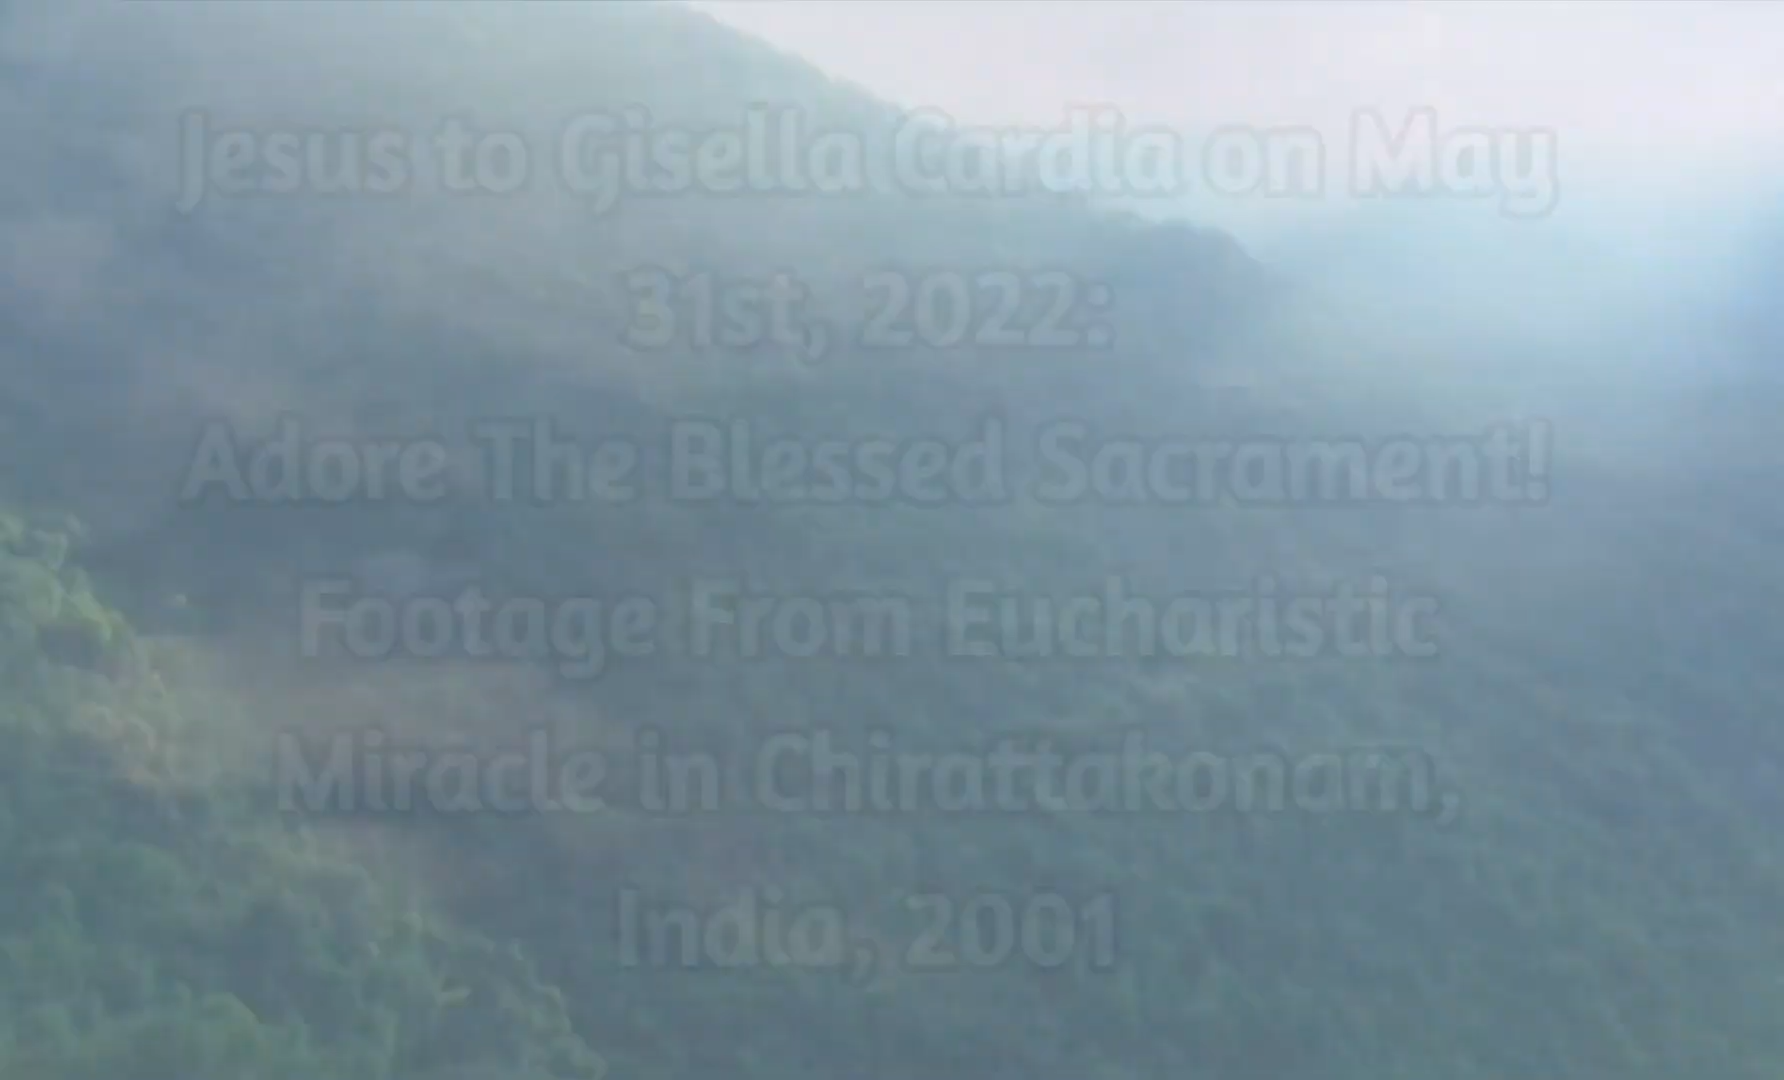 Jesus to Gisella Cardia on May
31st, 2022:
Adore The Blessed Sacrament!
Footage From Eucharistic
Miracle in Chirattakonam,
India, 2001